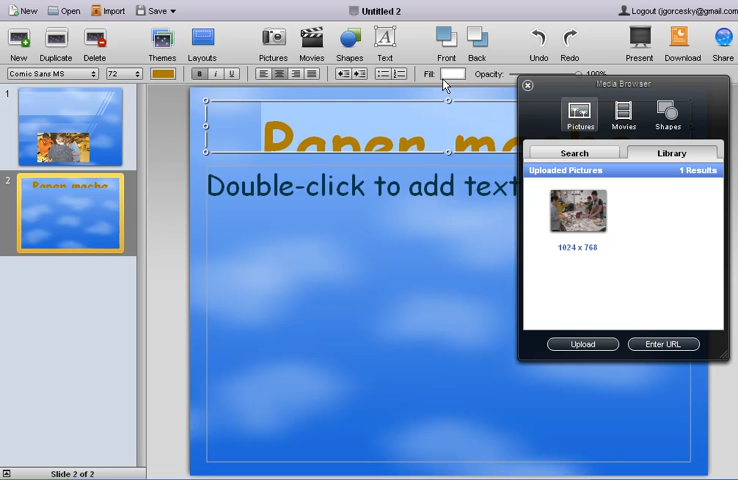 New Open Import Save Untitled 2 Logout (jgorcesky@gmail.com
New Duplicate Delete Themes Layouts Pictures Movies Shapes Text Front Back Undo Redo Present Download Share
Comic Sans MS 72 B i U Fill: Opacity: 100%
Media Browser
Pictures Movies Shapes
Search Library
Uploaded Pictures 1 Results
1024 x 768
Upload Enter URL
1
2
Paper mache
Paper
Double-click to add text
Slide 2 of 2